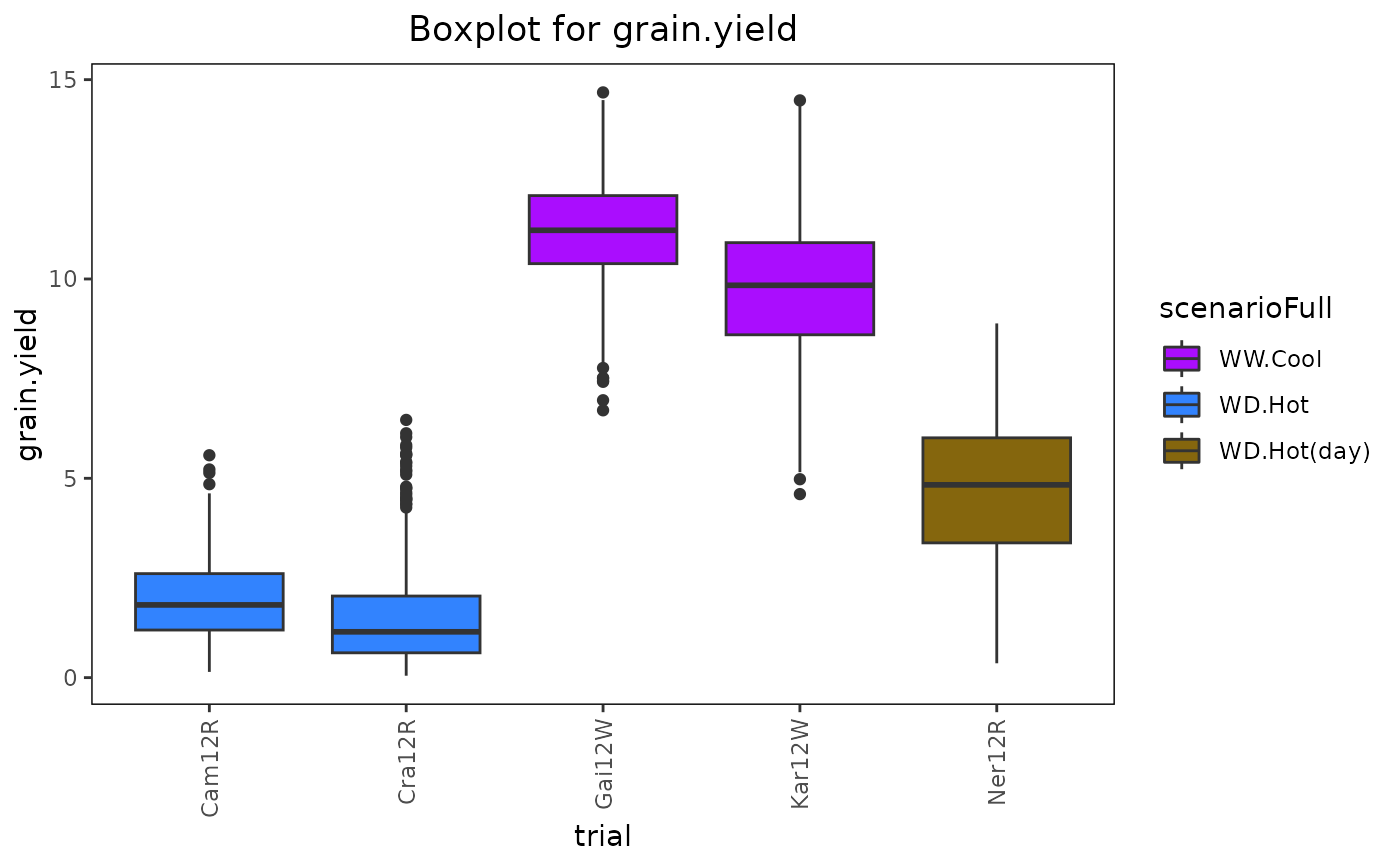 Boxplot for grain.yield
grain.yield
15
10
5
0
Cam12R
Cra12R
Gai12W
Kar12W
Ner12R
trial
scenarioFull
WW.Cool
WD.Hot
WD.Hot(day)